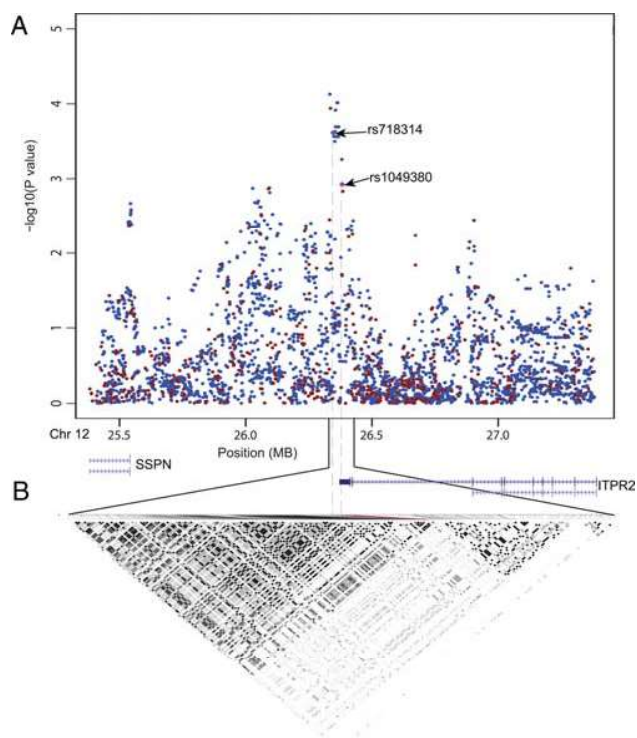 A
5
4
3
2
1
0
-log10(P value)
rs718314
rs1049380
Chr 12
25.5
26.0
26.5
27.0
Position (MB)
SSPN
ITPR2
B